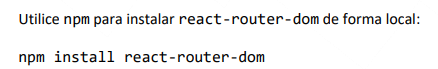 Utilice npm para instalar react-router-dom de forma local:
npm install react-router-dom